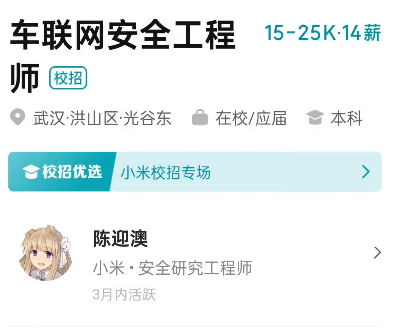 车联网安全工程 15-25K·14薪
师 校招
武汉·洪山区·光谷东 在校/应届 本科
校招优选 小米校招专场
陈迎澳
小米·安全研究工程师
3月内活跃